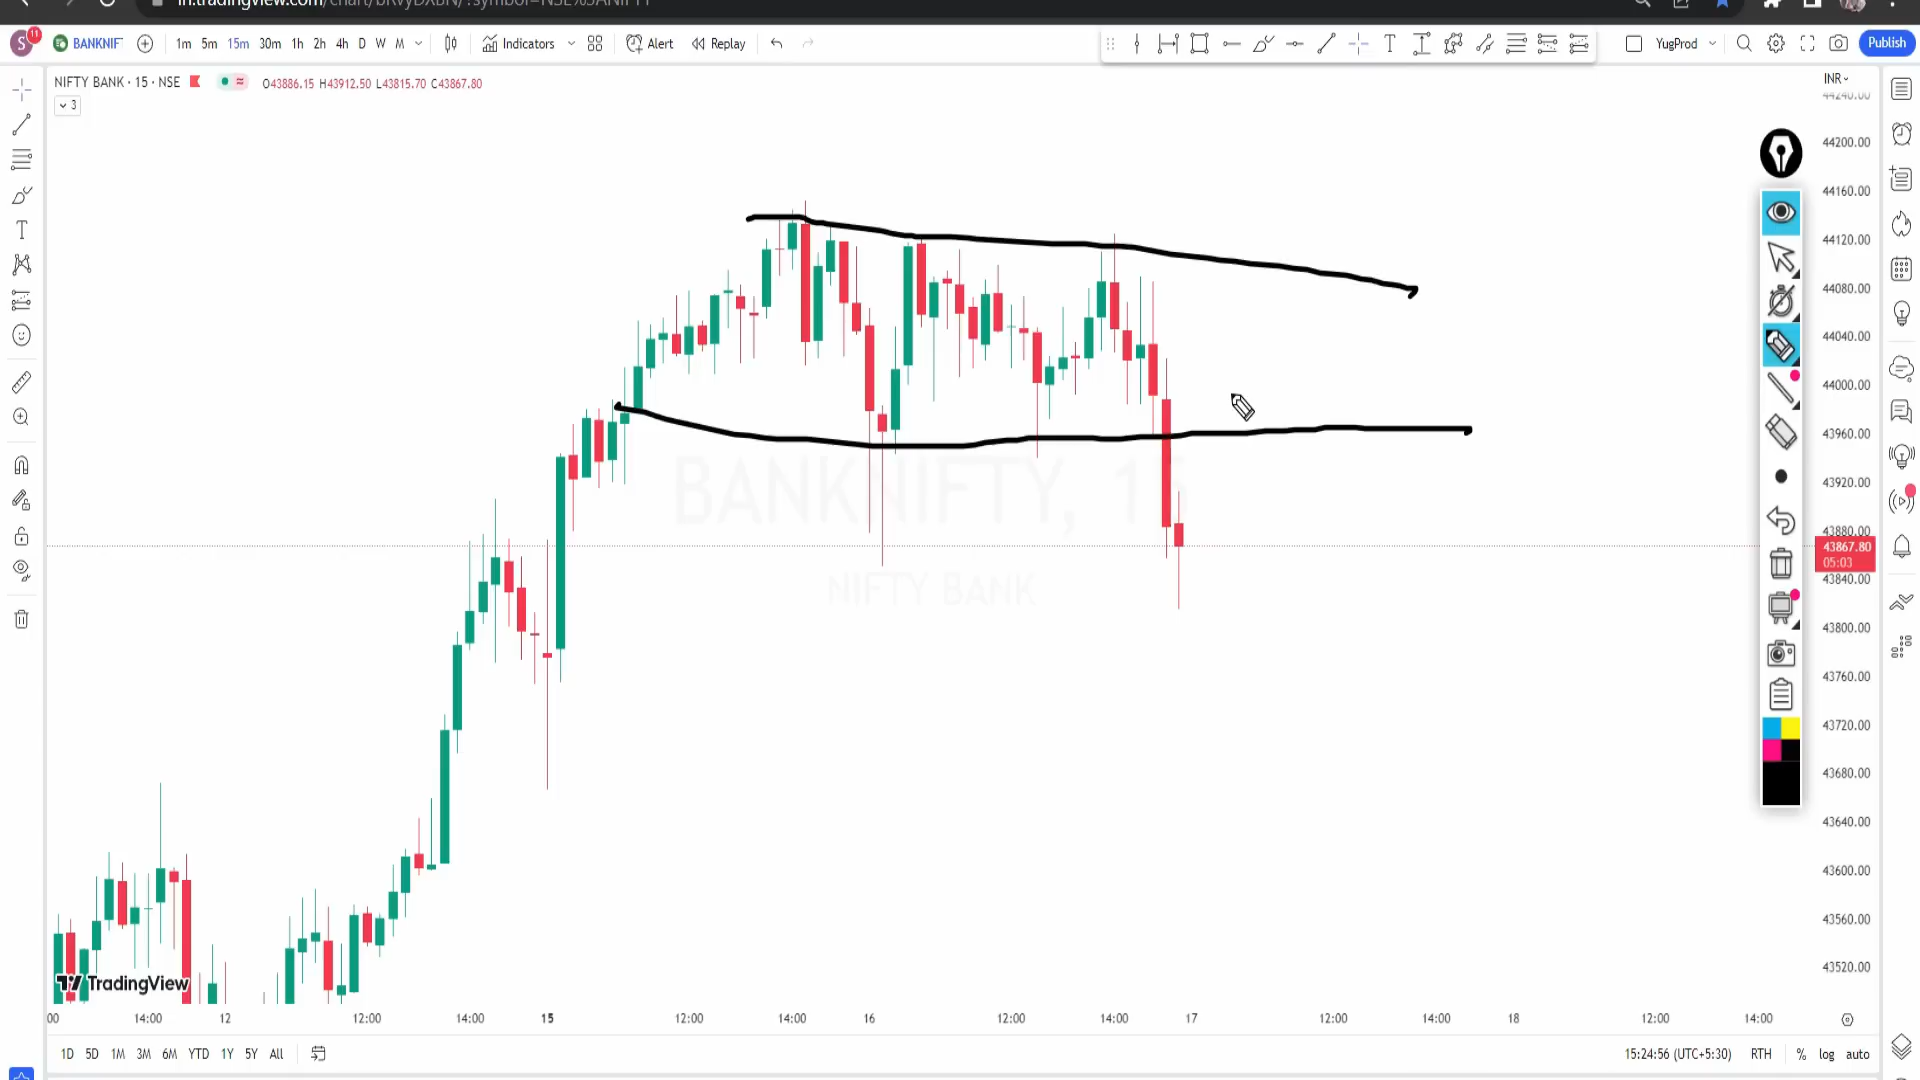 BANKNIF
1m 5m 15m 30m 1h 2h 4h D W M
Indicators
Alert
Replay
YugProd
Publish
S 11
NIFTY BANK · 15 · NSE
O43886.15 H43912.50 L43815.70 C43867.80
3
INR
44240.00
44200.00
44160.00
44120.00
44080.00
44040.00
44000.00
43960.00
43920.00
43880.00
43867.80
05:03
43840.00
43800.00
43760.00
43720.00
43680.00
43640.00
43600.00
43560.00
43520.00
BANKNIFTY, 15
NIFTY BANK
TradingView
14:00 12 12:00 14:00 15 12:00 14:00 16 12:00 14:00 17 12:00 14:00 18 12:00 14:00
1D 5D 1M 3M 6M YTD 1Y 5Y All
15:24:56 (UTC+5:30) RTH % log auto